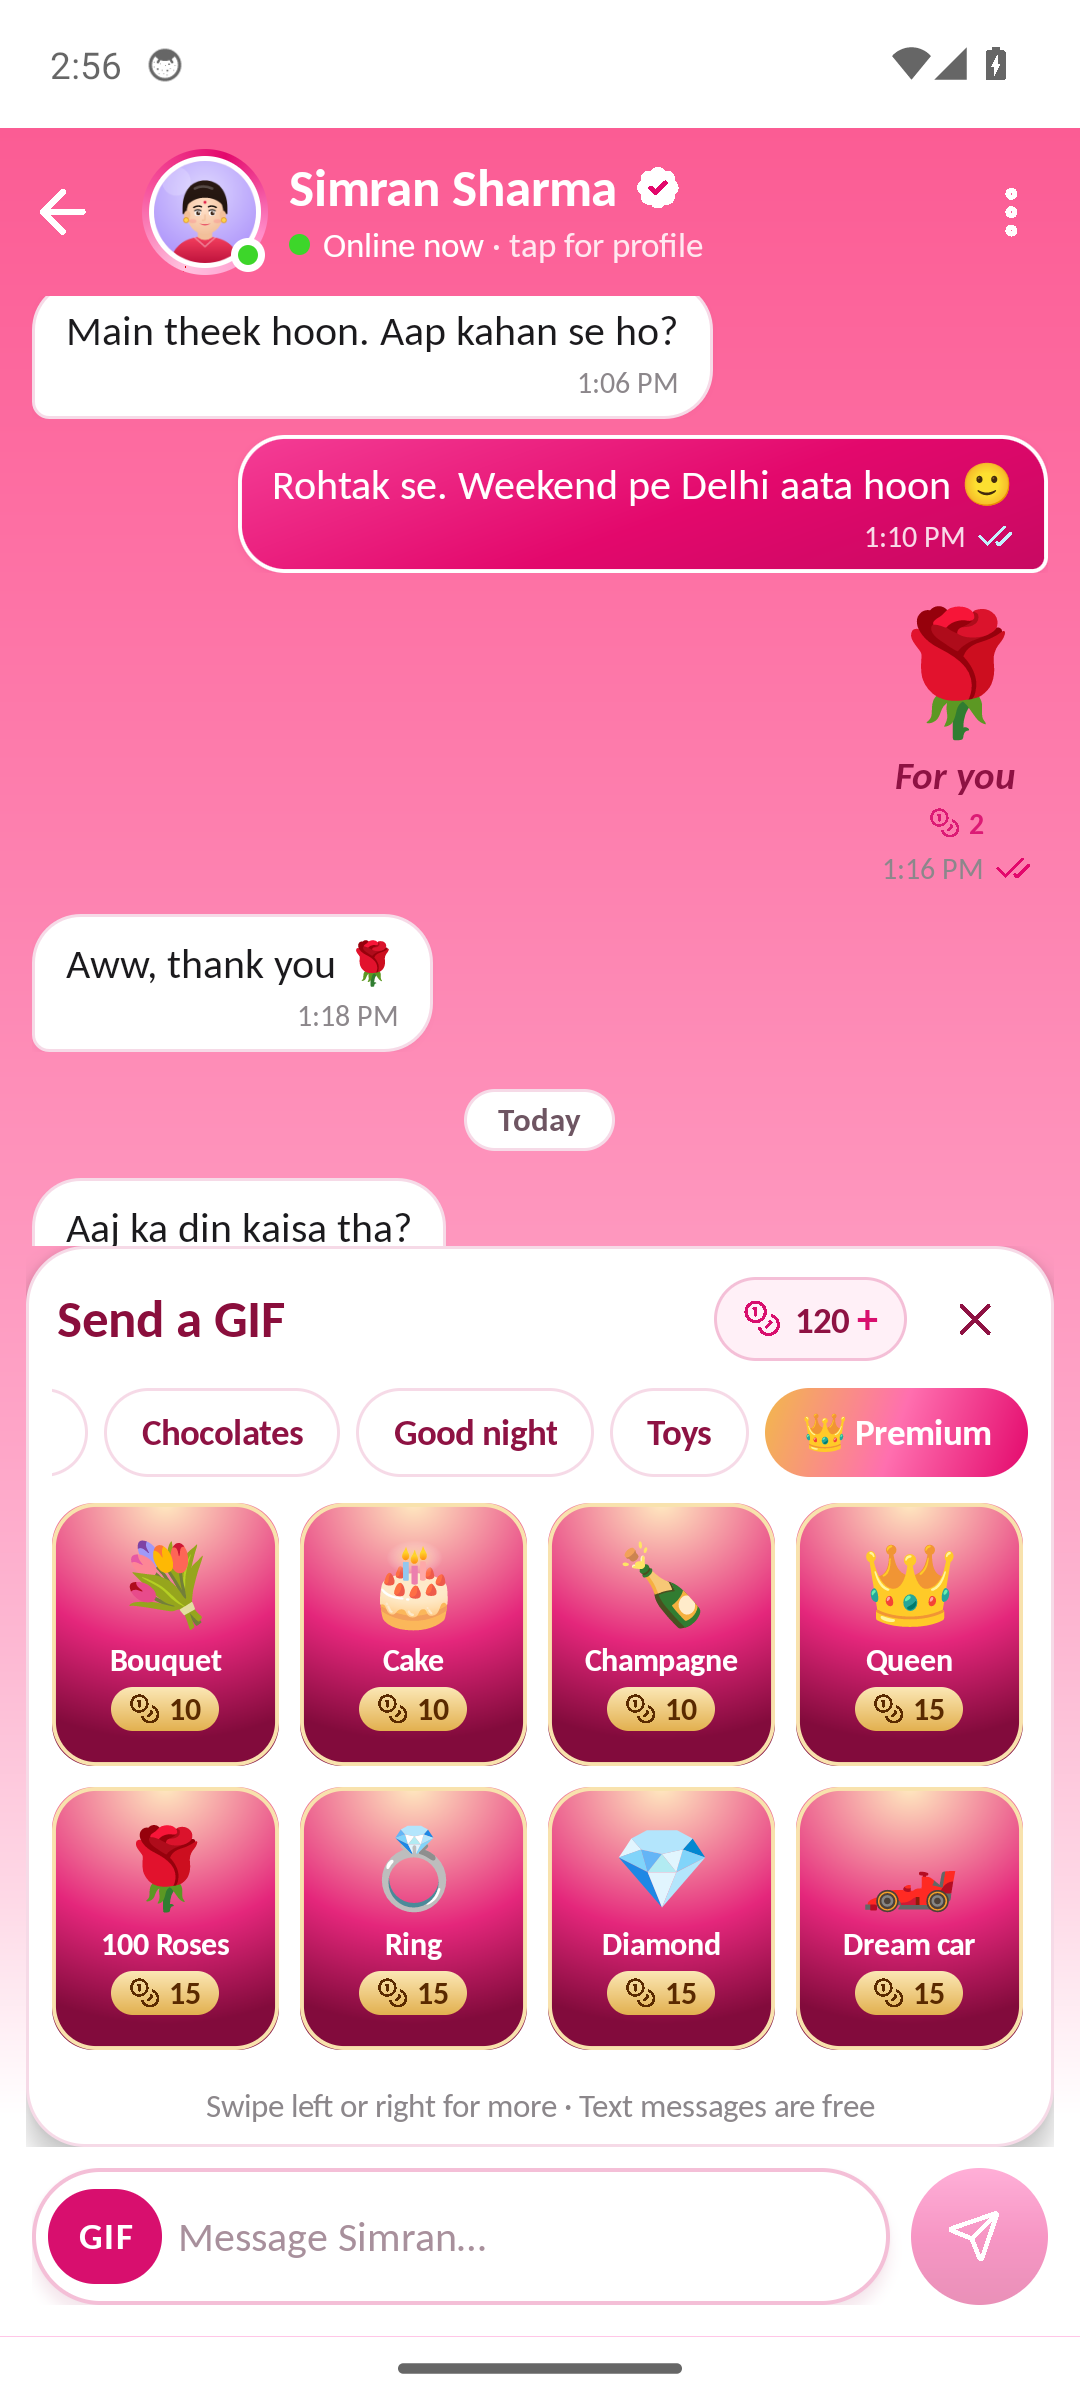 2:56
Simran Sharma
Online now · tap for profile
Main theek hoon. Aap kahan se ho?
1:06 PM
Rohtak se. Weekend pe Delhi aata hoon 🙂
1:10 PM
For you
2
1:16 PM
Aww, thank you 🌹
1:18 PM
Today
Aaj ka din kaisa tha?
Send a GIF
120 +
Chocolates
Good night
Toys
👑 Premium
Bouquet
Cake
Champagne
Queen
10
10
10
15
100 Roses
Ring
Diamond
Dream car
15
15
15
15
Swipe left or right for more · Text messages are free
GIF
Message Simran...